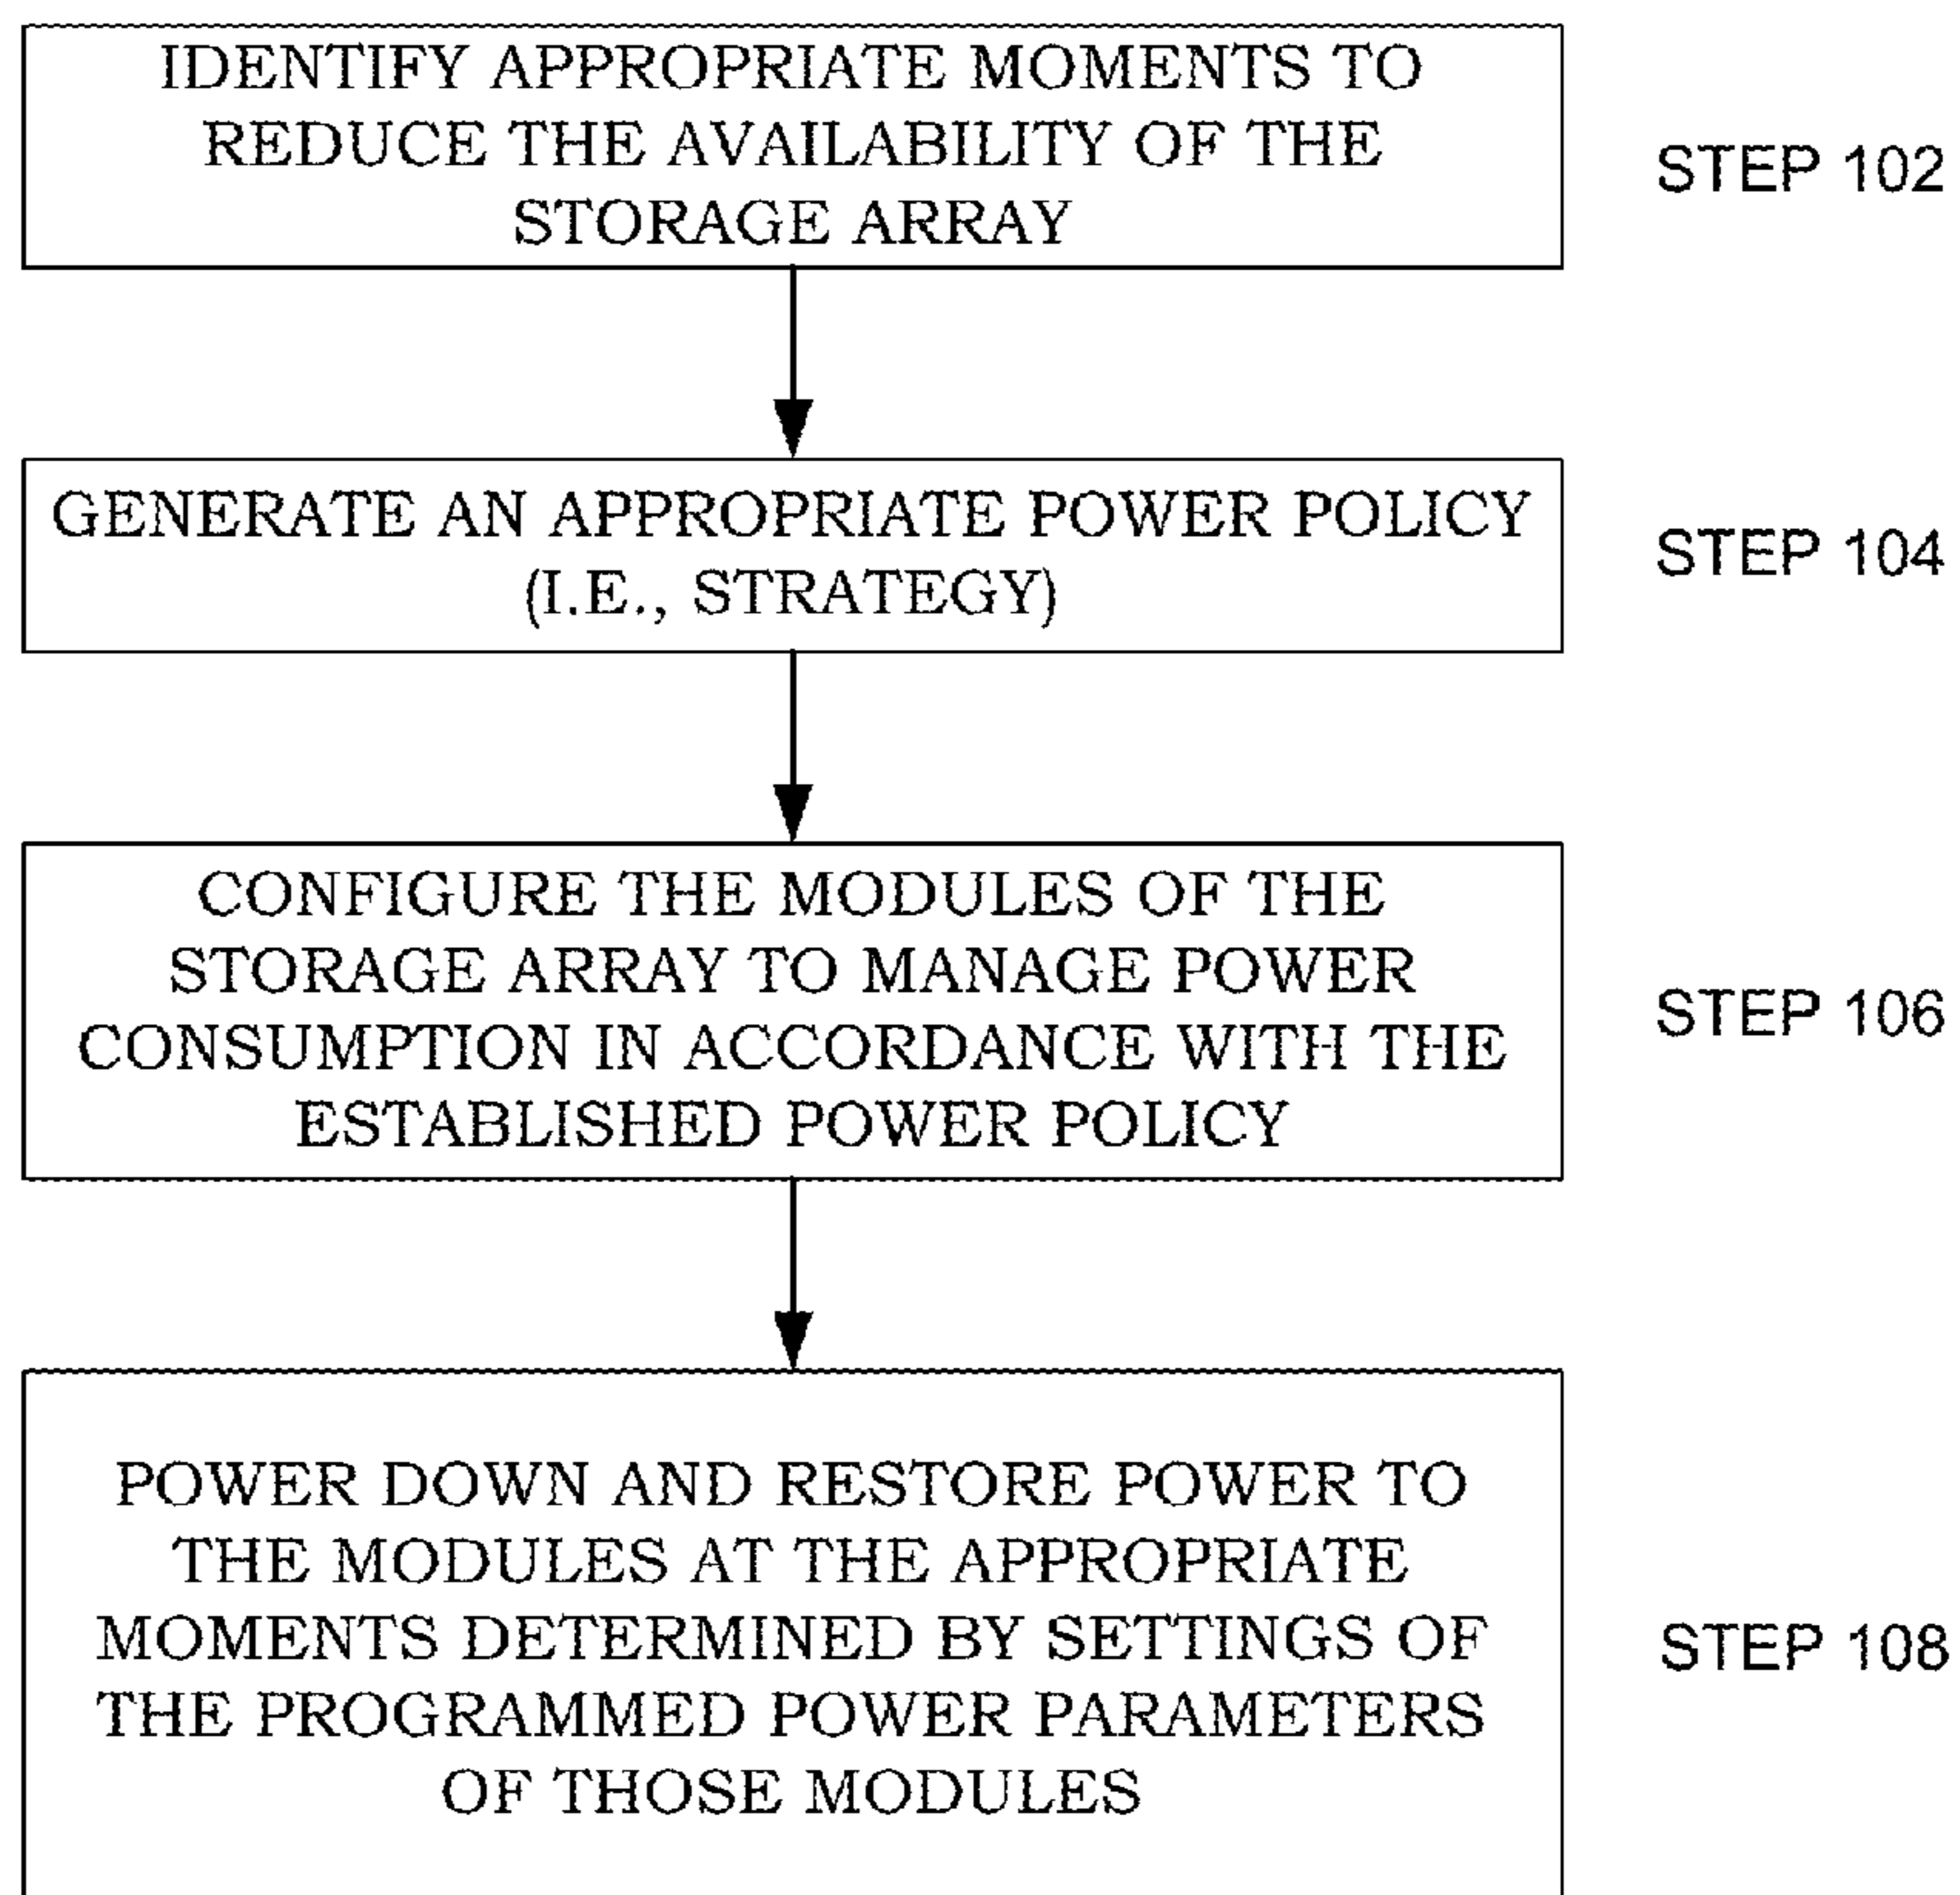 IDENTIFY APPROPRIATE MOMENTS TO
REDUCE THE AVAILABILITY OF THE
STORAGE ARRAY
STEP 102
GENERATE AN APPROPRIATE POWER POLICY
(I.E., STRATEGY)
STEP 104
CONFIGURE THE MODULES OF THE
STORAGE ARRAY TO MANAGE POWER
CONSUMPTION IN ACCORDANCE WITH THE
ESTABLISHED POWER POLICY
STEP 106
POWER DOWN AND RESTORE POWER TO
THE MODULES AT THE APPROPRIATE
MOMENTS DETERMINED BY SETTINGS OF
THE PROGRAMMED POWER PARAMETERS
OF THOSE MODULES
STEP 108